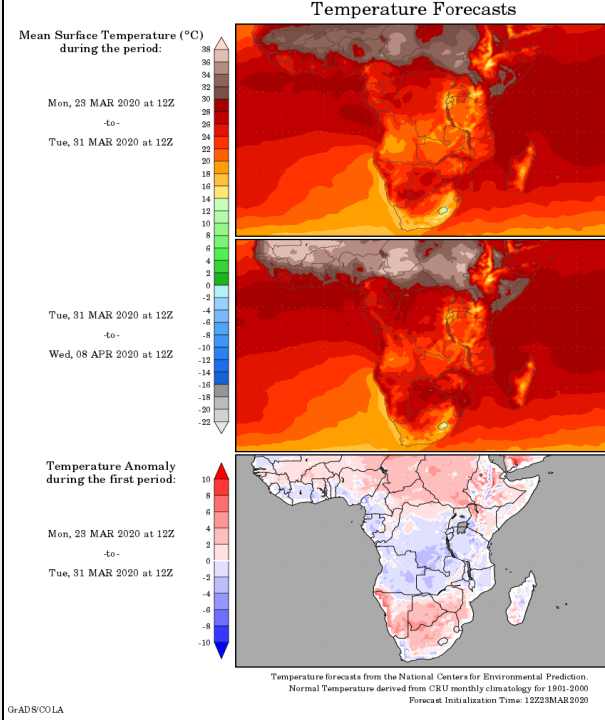 Temperature Forecasts
Mean Surface Temperature (°C)
during the period:
Mon, 23 MAR 2020 at 12Z
-to-
Tue, 31 MAR 2020 at 12Z
38
36
34
32
30
28
26
24
22
20
18
16
14
12
10
8
6
4
2
0
-2
-4
-6
-8
-10
-12
-14
-16
-18
-20
-22
Tue, 31 MAR 2020 at 12Z
-to-
Wed, 08 APR 2020 at 12Z
Temperature Anomaly
during the first period:
Mon, 23 MAR 2020 at 12Z
-to-
Tue, 31 MAR 2020 at 12Z
10
8
6
4
2
0
-2
-4
-6
-8
-10
Temperature forecasts from the National Centers for Environmental Prediction.
Normal Temperature derived from CRU monthly climatology for 1901-2000
Forecast Initialization Time: 12Z23MAR2020
GrADS/COLA